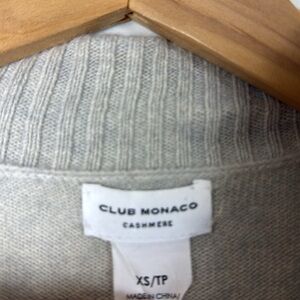 CLUB MONACO
CASHMERE
XS/TP
MADE IN CHINA/